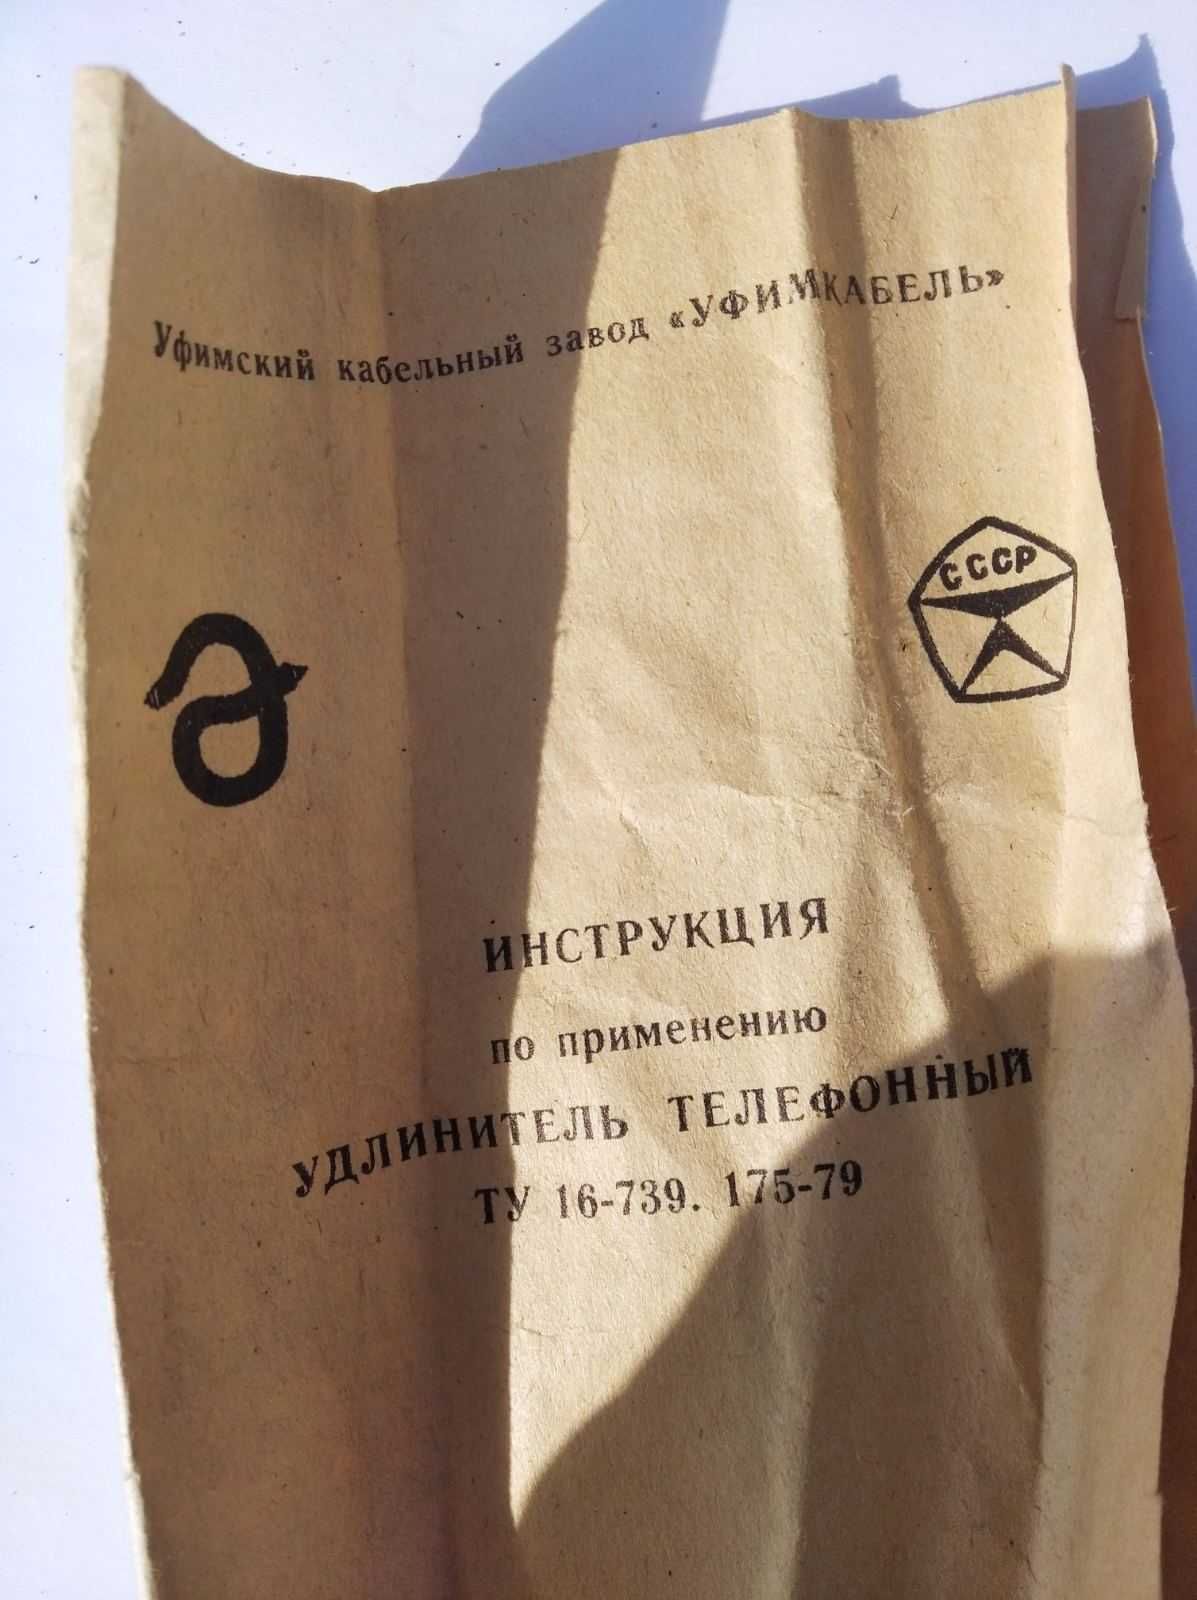 Уфимский кабельный завод «УФИМКАБЕЛЬ»
СССР
ИНСТРУКЦИЯ
по применению
УДЛИНИТЕЛЬ ТЕЛЕФОННЫЙ
ТУ 16-739. 175-79